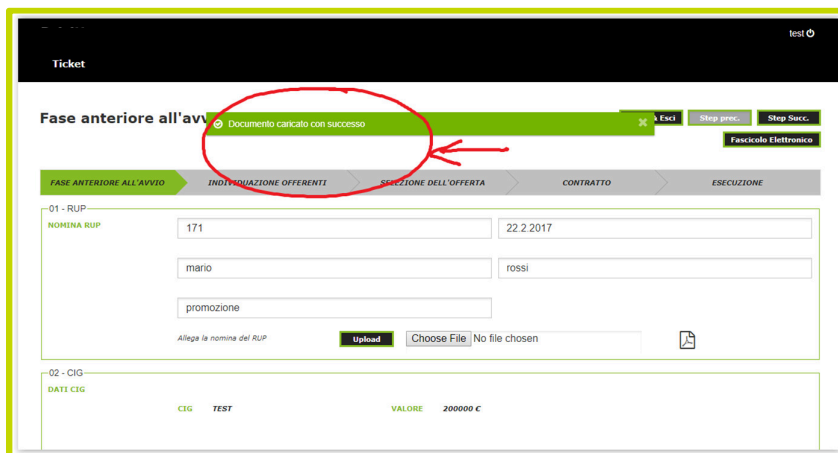 test
Ticket
Fase anteriore all'avv
Documento caricato con successo
Esci
Step prec.
Step Succ.
Fascicolo Elettronico
FASE ANTERIORE ALL'AVVIO
INDIVIDUAZIONE OFFERENTI
SELEZIONE DELL'OFFERTA
CONTRATTO
ESECUZIONE
01 - RUP
NOMINA RUP
171
22.2.2017
mario
rossi
promozione
Allega la nomina del RUP
Upload
Choose File No file chosen
02 - CIG
DATI CIG
CIG TEST
VALORE 200000 €